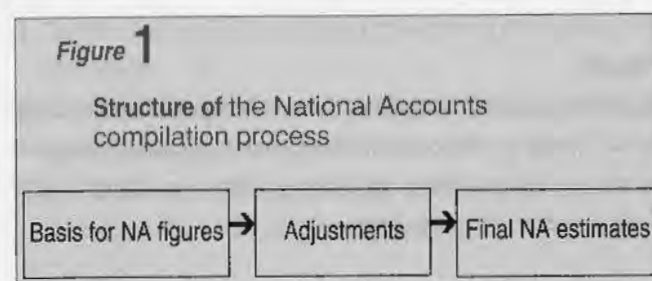 Figure 1
Structure of the National Accounts
compilation process
Basis for NA figures → Adjustments → Final NA estimates